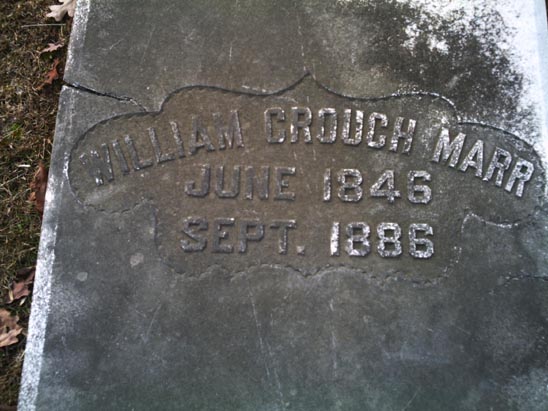 WILLIAM CROUCH MARR
JUNE 1846
SEPT. 1886